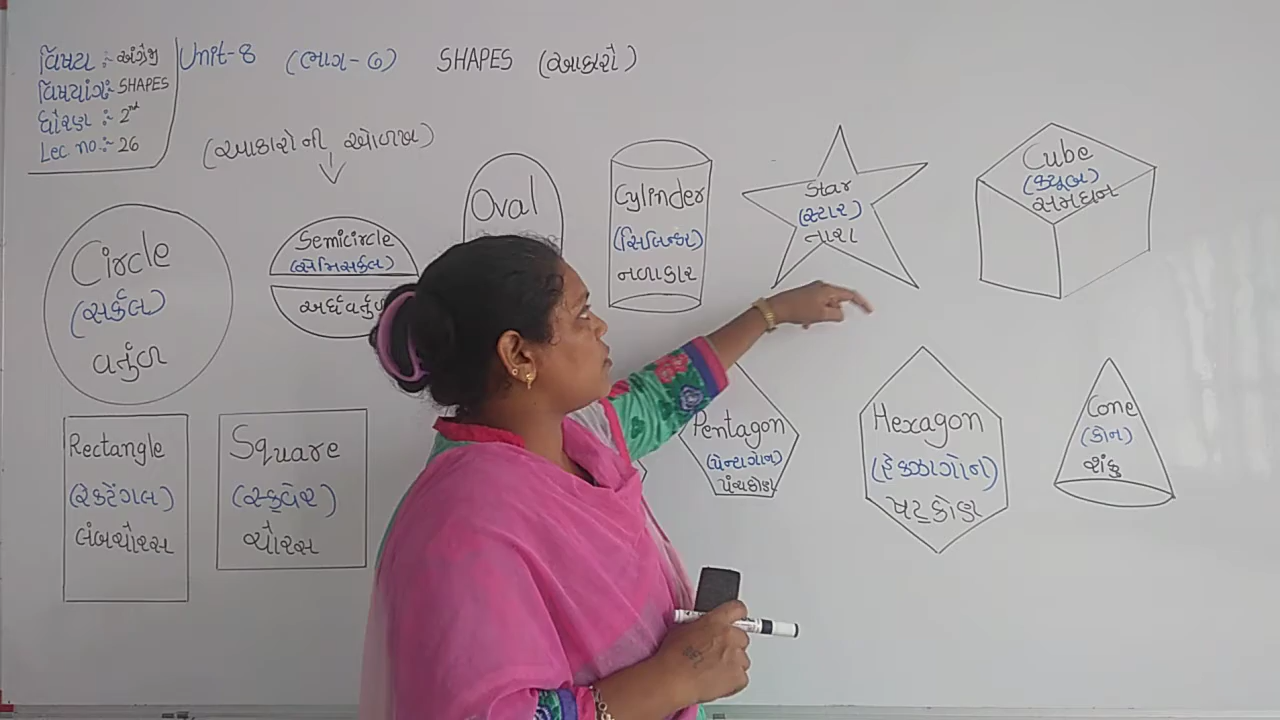 વિષય :- અંગ્રેજી
વિષયાંગ:- SHAPES
ધોરણ :- 2nd
Lec no:- 26
Unit-8 (ભાગ-૭) SHAPES (આકારો)
(આકારોની ઓળખ)
Circle
(સર્કલ)
વર્તુળ
Semicircle
(સેમિસર્કલ)
અર્ધવર્તુળ
Oval
Cylinder
(સિલિન્ડર)
નળાકાર
Star
(સ્ટાર)
તારા
Cube
(ક્યૂબ)
સમઘન
Rectangle
(રેક્ટેંગલ)
લંબચોરસ
Square
(સ્કવેર)
ચોરસ
Pentagon
(પેન્ટાગોન)
પંચકોણ
Hexagon
(હેક્ઝાગોન)
ષટ્કોણ
Cone
(કોન)
શંકુ